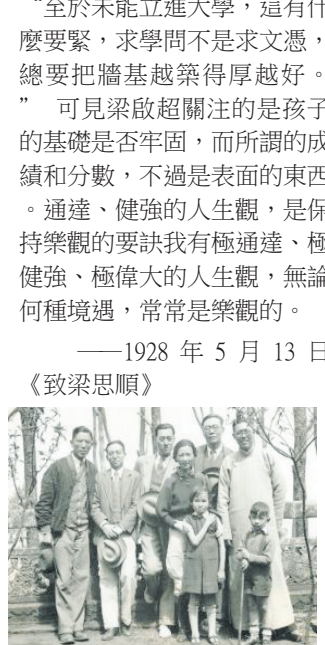 “至於未能立進大學，這有什
麼要緊，求學問不是求文憑，
總要把牆基越築得厚越好。
” 可見梁啟超關注的是孩子
的基礎是否牢固，而所謂的成
績和分數，不過是表面的東西
。通達、健強的人生觀，是保
持樂觀的要訣我有極通達、極
健強、極偉大的人生觀，無論
何種境遇，常常是樂觀的。
——1928 年 5 月 13 日
《致梁思順》